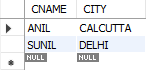 CNAME CITY
ANIL CALCUTTA
SUNIL DELHI
NULL NULL